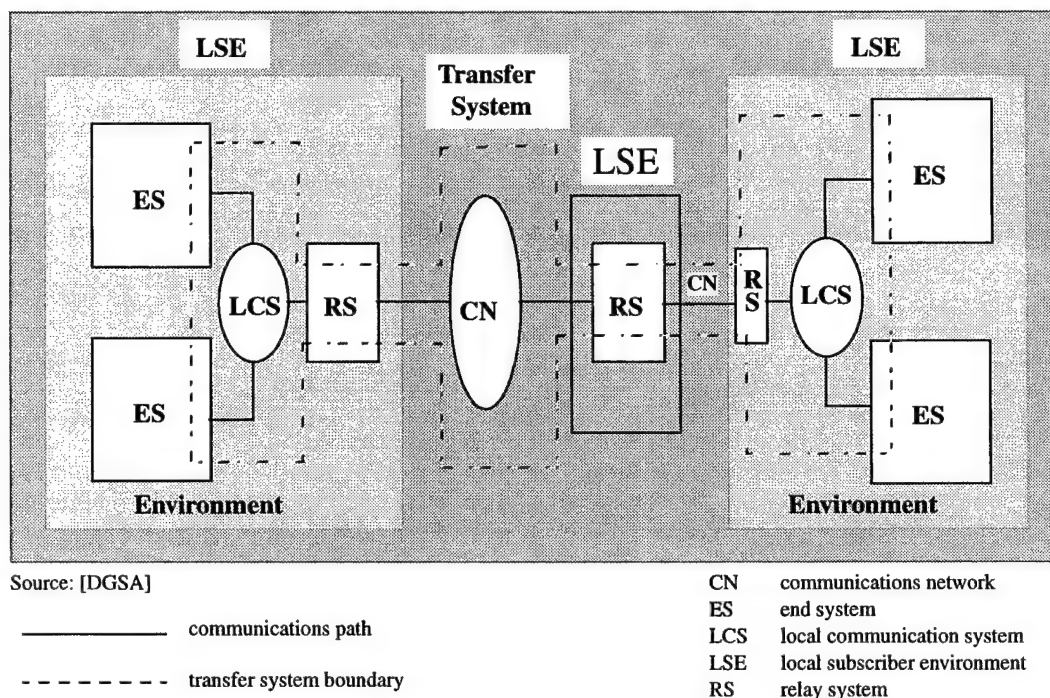 LSE
LSE
Transfer
System
LSE
ES
ES
LCS
RS
CN
RS
CN
RS
LCS
ES
ES
Environment
Environment
Source: [DGSA]
communications path
transfer system boundary
CN communications network
ES end system
LCS local communication system
LSE local subscriber environment
RS relay system